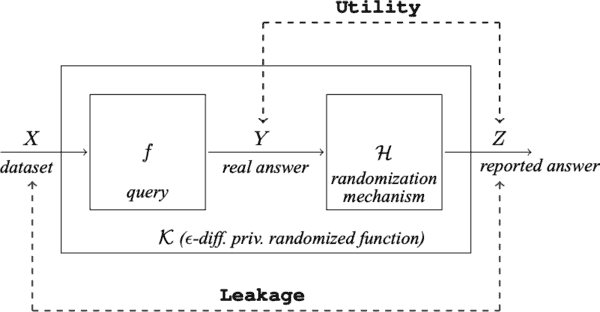 Utility
X
Y
Z
dataset
f
query
real answer
ℋ
randomization
mechanism
reported answer
𝒦 (ϵ-diff. priv. randomized function)
Leakage